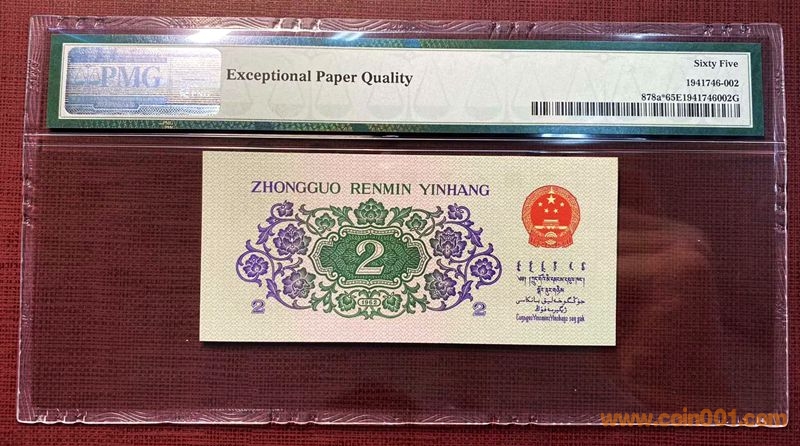 PMG
Exceptional Paper Quality
Sixty Five
1941746-002
878a*65E1941746002G
ZHONGGUO RENMIN YINHANG
2
2
2
1962
www.coin001.com